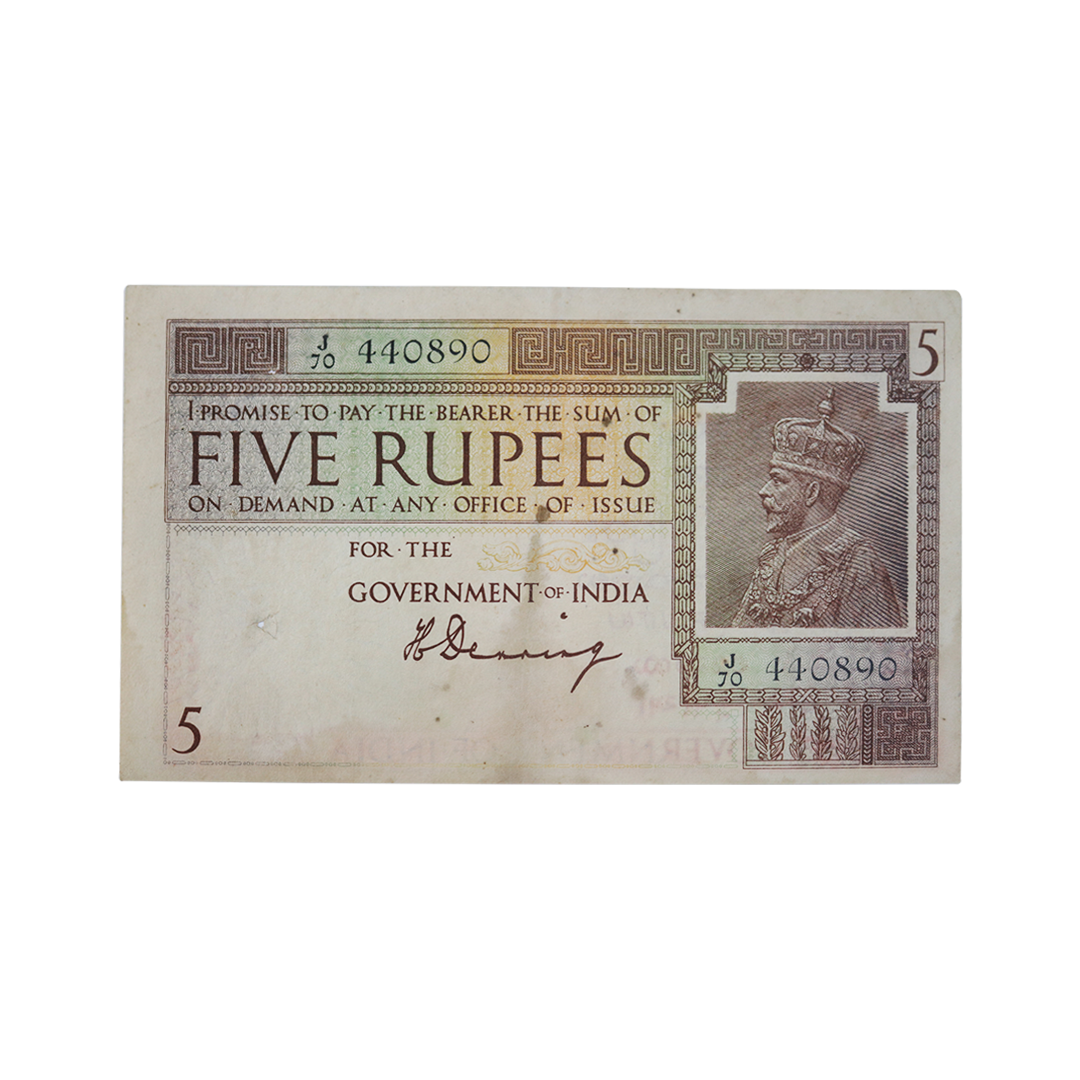 J/70 440890
5
I·PROMISE·TO·PAY·THE·BEARER·THE·SUM·OF
FIVE RUPEES
ON·DEMAND·AT·ANY·OFFICE·OF·ISSUE
FOR·THE
GOVERNMENT·OF·INDIA
H Denning
J/70 440890
5